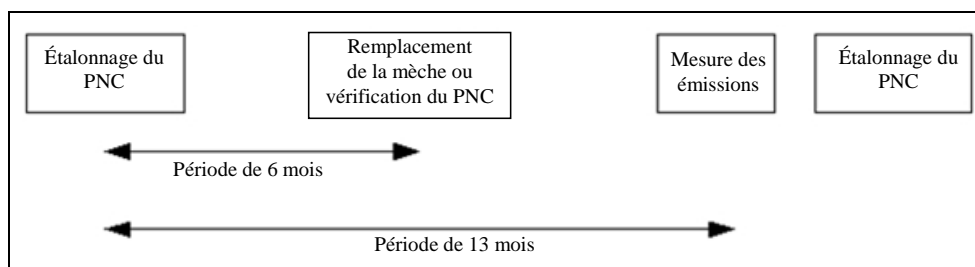 Étalonnage du
PNC
Remplacement
de la mèche ou
vérification du PNC
Mesure des
émissions
Étalonnage du
PNC
Période de 6 mois
Période de 13 mois